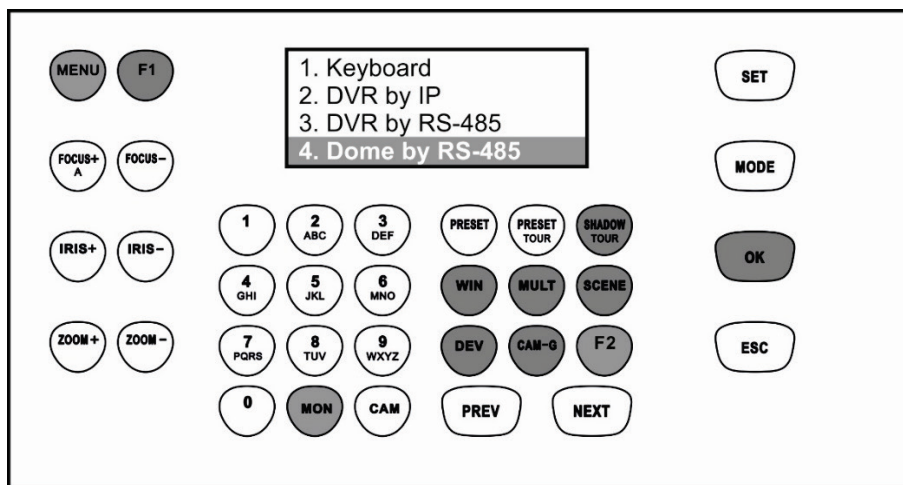 MENU
F1
1. Keyboard
2. DVR by IP
3. DVR by RS-485
4. Dome by RS-485
SET
FOCUS+
A
FOCUS-
MODE
1
2
ABC
3
DEF
PRESET
PRESET
TOUR
SHADOW
TOUR
IRIS+
IRIS-
OK
4
GHI
5
JKL
6
MNO
WIN
MULT
SCENE
ZOOM+
ZOOM-
7
PQRS
8
TUV
9
WXYZ
DEV
CAM-G
F2
ESC
0
MON
CAM
PREV
NEXT